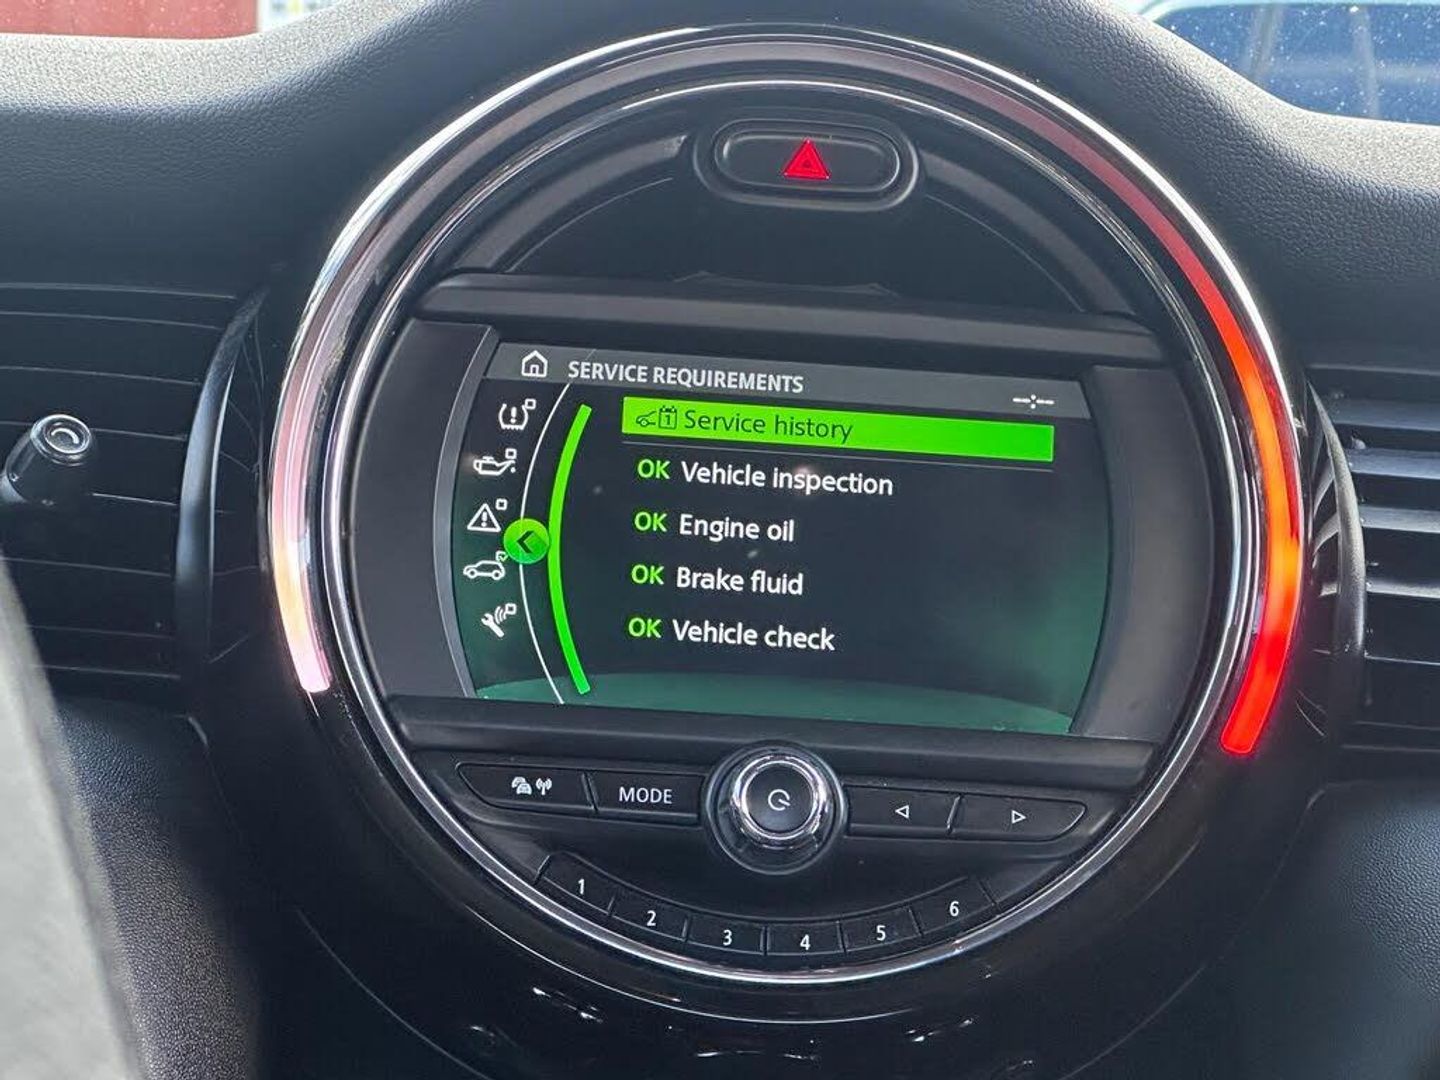 SERVICE REQUIREMENTS
--:--
1 Service history
OK Vehicle inspection
OK Engine oil
OK Brake fluid
OK Vehicle check
MODE
1 2 3 4 5 6